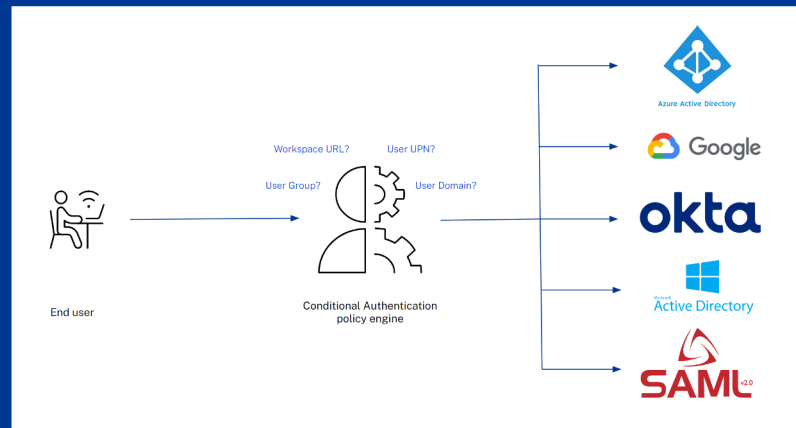 Workspace URL?
User UPN?
User Group?
User Domain?
End user
Conditional Authentication
policy engine
Azure Active Directory
Google
okta
Microsoft
Active Directory
SAML v2.0